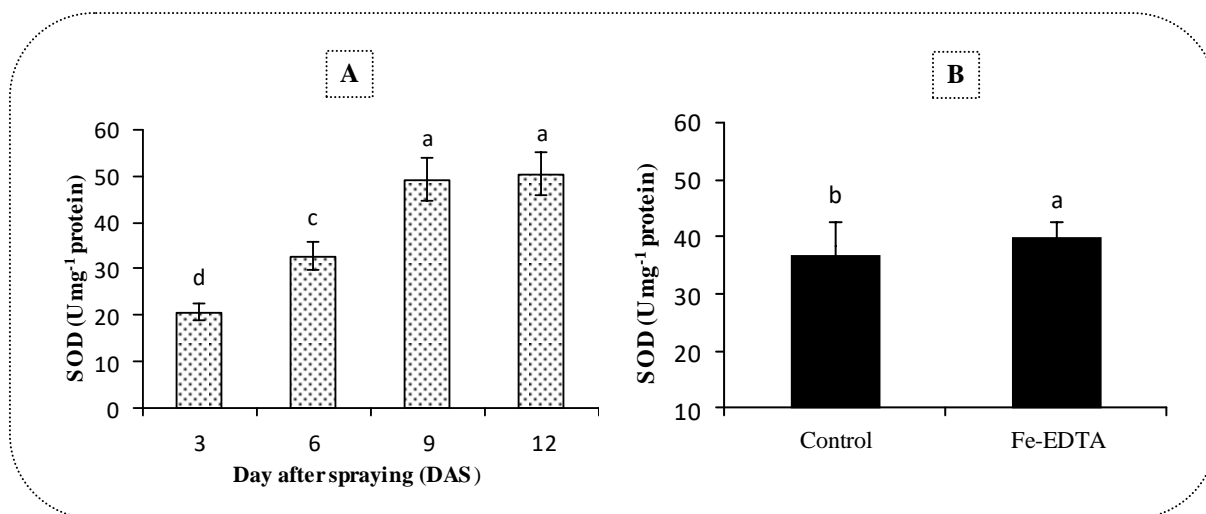 A
SOD (Umg-1 protein)
60
50
40
30
20
10
0
d
c
a
a
3 6 9 12
Day after spraying (DAS)
B
SOD (Umg-1 protein)
60
50
40
30
20
10
b
a
Control Fe-EDTA